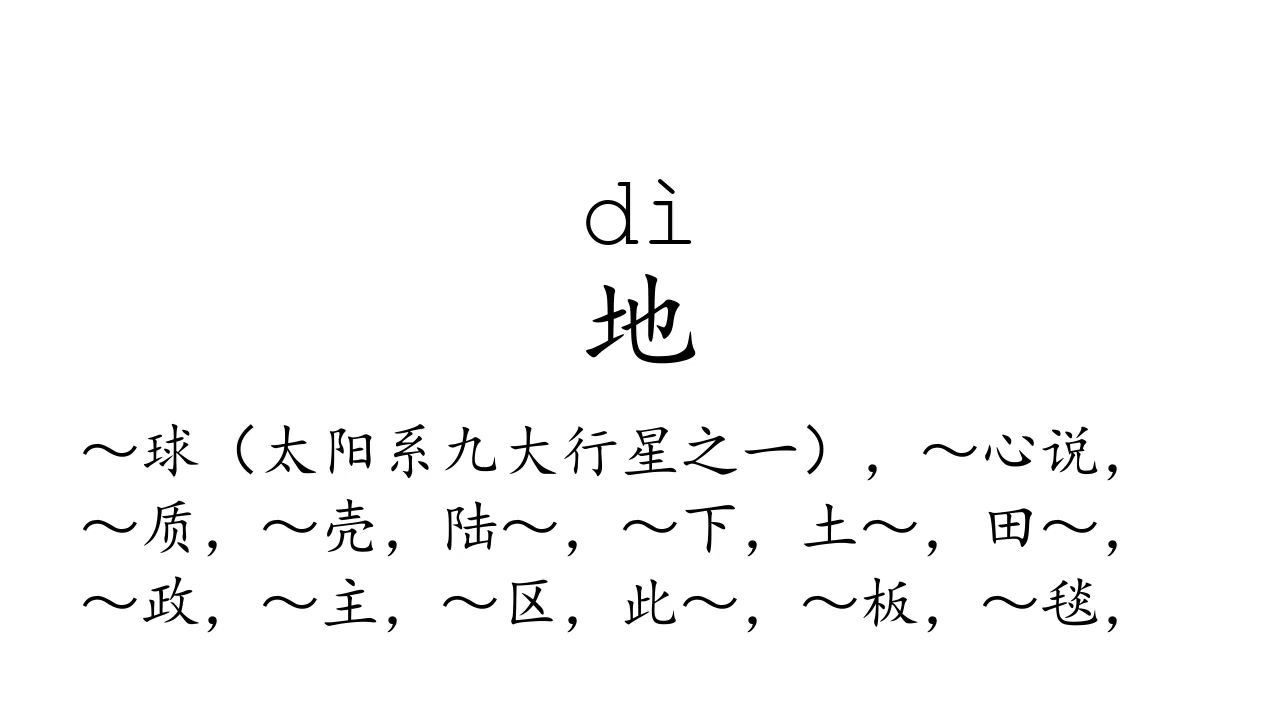 dì
地
～球（太阳系九大行星之一），～心说，
～质，～壳，陆～，～下，土～，田～，
～政，～主，～区，此～，～板，～毯，